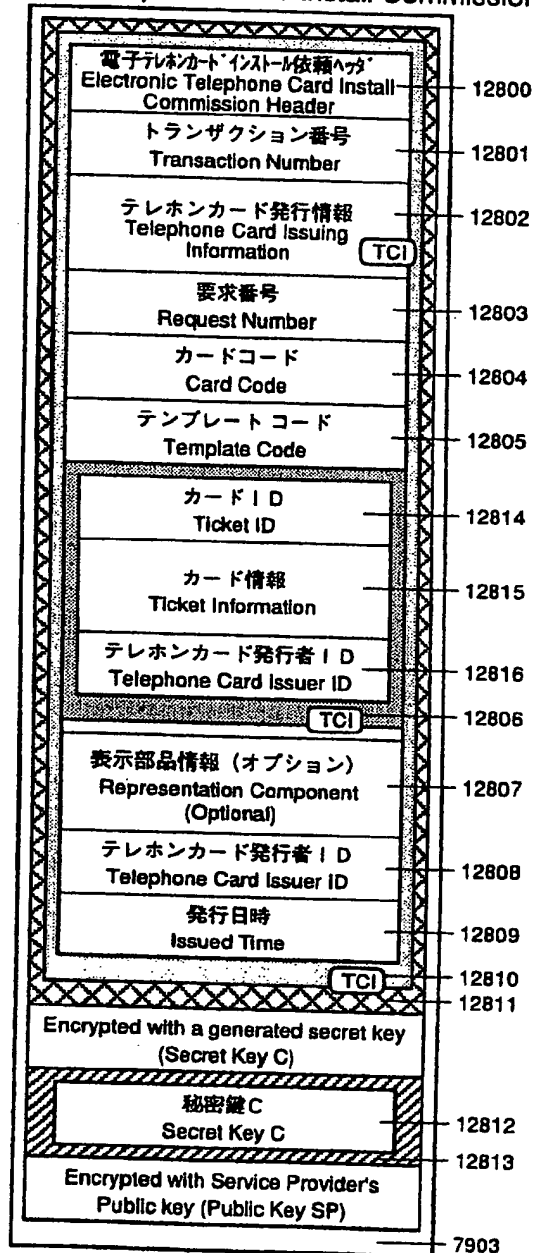 Install Commission
電子テレホンカードインストール依頼ヘッダ
Electronic Telephone Card Install
Commission Header
12800
トランザクション番号
Transaction Number
12801
テレホンカード発行情報
Telephone Card Issuing
Information
TCI
12802
要求番号
Request Number
12803
カードコード
Card Code
12804
テンプレート コード
Template Code
12805
カードID
Ticket ID
12814
カード情報
Ticket Information
12815
テレホンカード発行者ID
Telephone Card Issuer ID
12816
TCI
12806
表示部品情報(オプション)
Representation Component
(Optional)
12807
テレホンカード発行者ID
Telephone Card Issuer ID
12808
発行日時
Issued Time
12809
TCI
12810
12811
Encrypted with a generated secret key
(Secret Key C)
秘密鍵C
Secret Key C
12812
12813
Encrypted with Service Provider's
Public key (Public Key SP)
7903